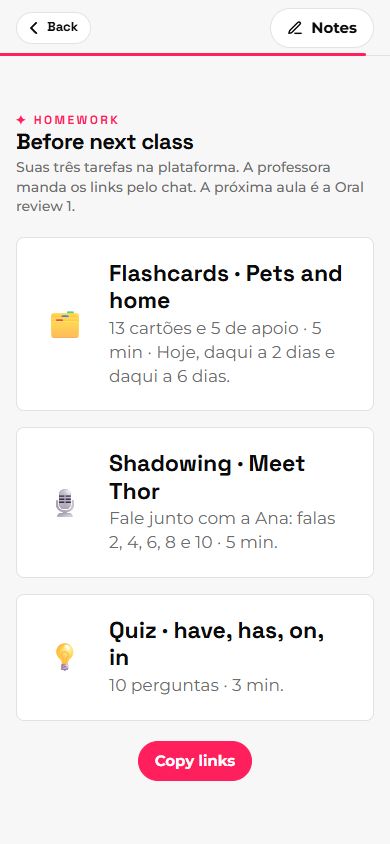 Back
Notes
HOMEWORK
Before next class
Suas três tarefas na plataforma. A professora
manda os links pelo chat. A próxima aula é a Oral
review 1.
Flashcards · Pets and
home
13 cartões e 5 de apoio · 5
min · Hoje, daqui a 2 dias e
daqui a 6 dias.
Shadowing · Meet
Thor
Fale junto com a Ana: falas
2, 4, 6, 8 e 10 · 5 min.
Quiz · have, has, on,
in
10 perguntas · 3 min.
Copy links